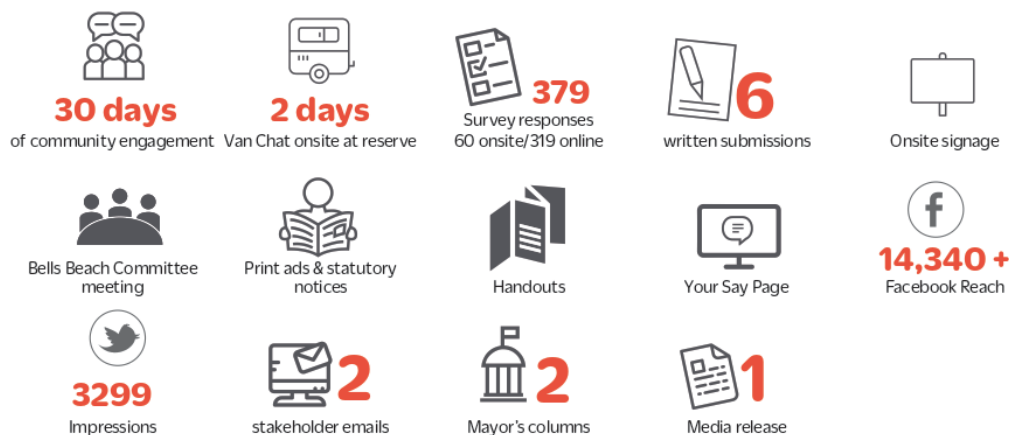 30 days
of community engagement
2 days
Van Chat onsite at reserve
379
Survey responses
60 onsite/319 online
6
written submissions
Onsite signage
Bells Beach Committee
meeting
Print ads & statutory
notices
Handouts
Your Say Page
f
14,340 +
Facebook Reach
3299
Impressions
2
stakeholder emails
2
Mayor's columns
1
Media release